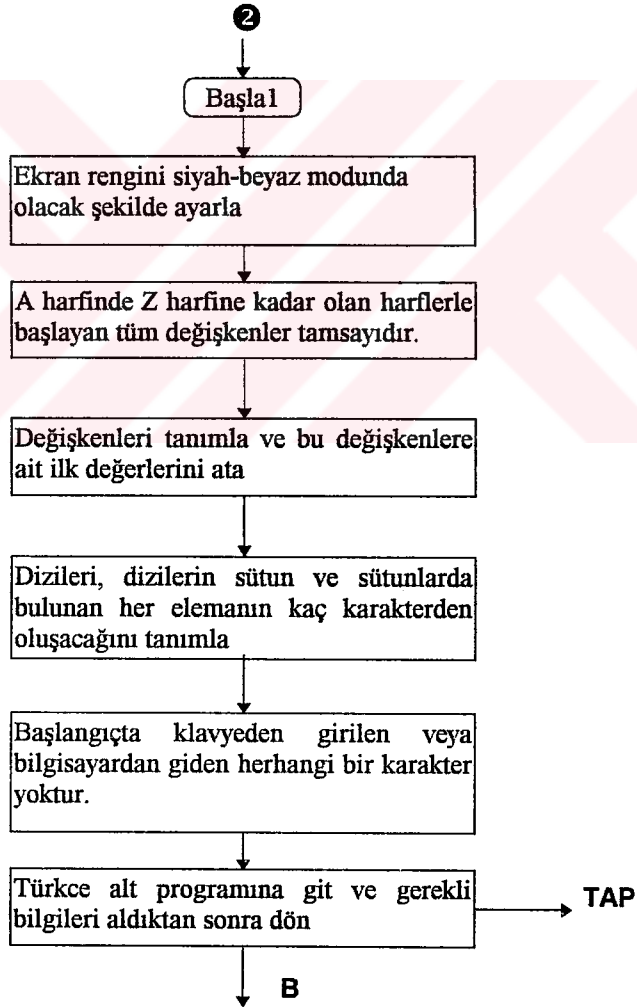 2
Başla1
Ekran rengini siyah-beyaz modunda
olacak şekilde ayarla
A harfinde Z harfine kadar olan harflerle
başlayan tüm değişkenler tamsayıdır.
Değişkenleri tanımla ve bu değişkenlere
ait ilk değerlerini ata
Dizileri, dizilerin sütun ve sütunlarda
bulunan her elemanın kaç karakterden
oluşacağını tanımla
Başlangıçta klavyeden girilen veya
bilgisayardan giden herhangi bir karakter
yoktur.
Türkce alt programına git ve gerekli
bilgileri aldıktan sonra dön
TAP
B